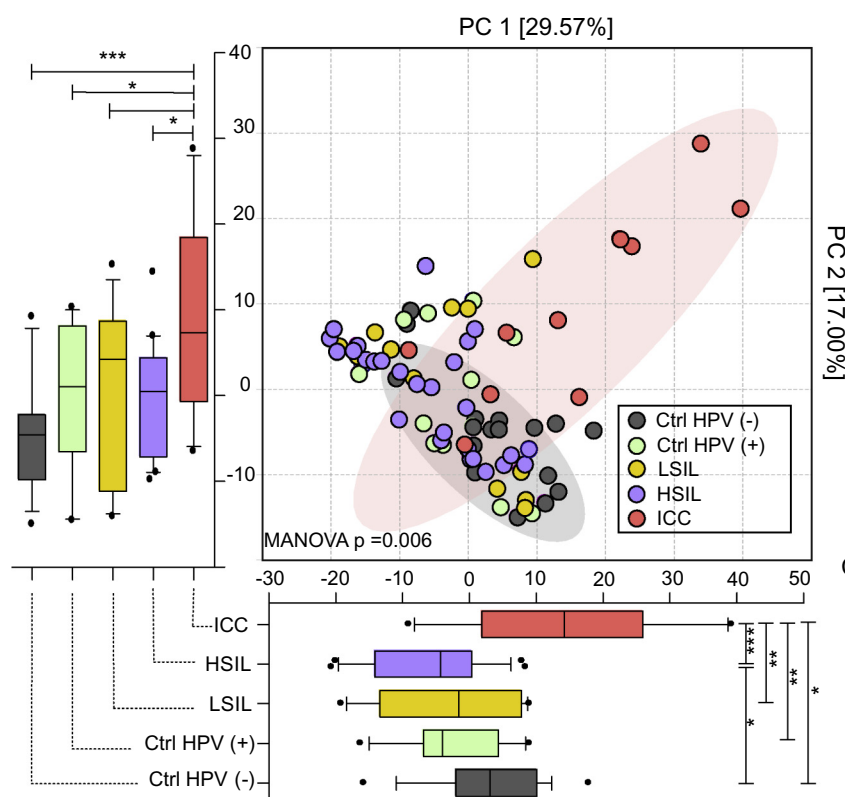 PC 1 [29.57%]
40
30
20
10
0
-10
***
*
*
*
PC 2 [17.00%]
Ctrl HPV (-)
Ctrl HPV (+)
LSIL
HSIL
ICC
MANOVA p =0.006
-30
-20
-10
0
10
20
30
40
50
ICC
HSIL
LSIL
Ctrl HPV (+)
Ctrl HPV (-)
***
**
**
*
*